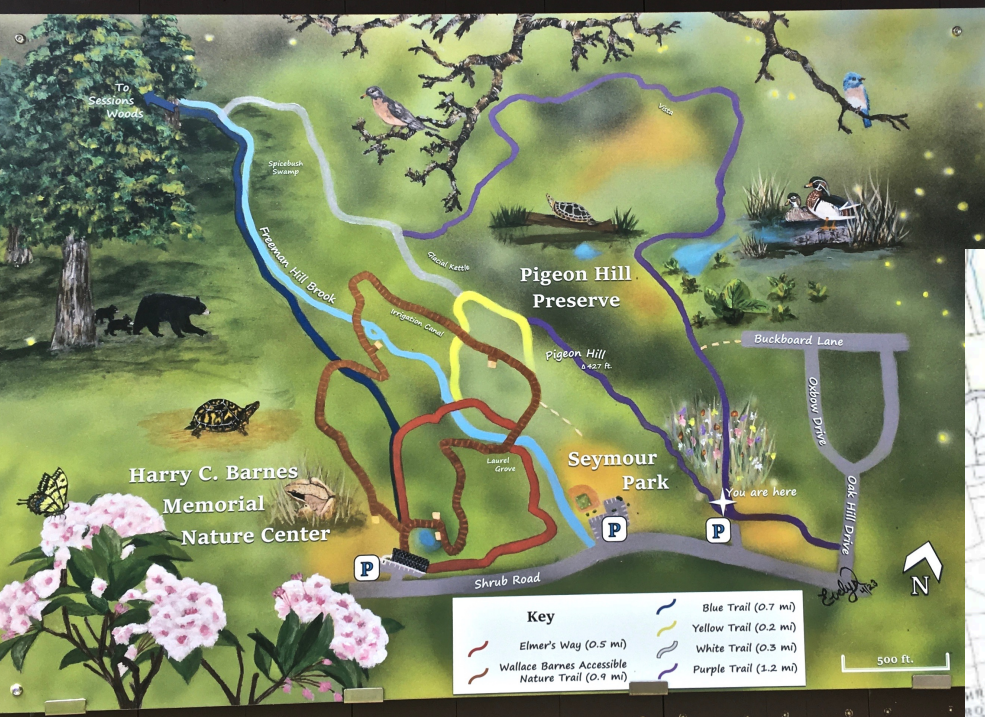 To
Sessions
Woods
Spicebush
Swamp
Vista
Freeman Hill Brook
Glacial Kettle
Irrigation Canal
Pigeon Hill
Preserve
Pigeon Hill
Δ 427 ft.
Buckboard Lane
Oxbow Drive
Oak Hill Drive
Harry C. Barnes
Memorial
Nature Center
Laurel
Grove
Seymour
Park
You are here
P
P
P
Shrub Road
Evelyn
N
Key
Elmer's Way (0.5 mi)
Wallace Barnes Accessible
Nature Trail (0.9 mi)
Blue Trail (0.7 mi)
Yellow Trail (0.2 mi)
White Trail (0.3 mi)
Purple Trail (1.2 mi)
500 ft.